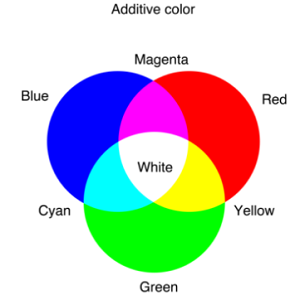 Additive color
Magenta
Blue
Red
White
Cyan
Yellow
Green